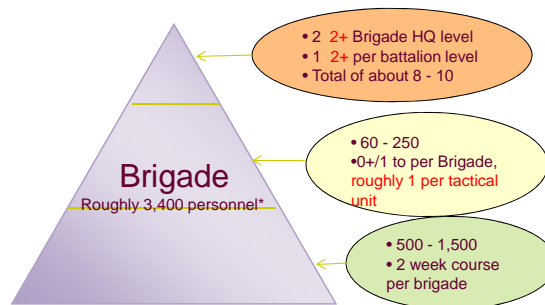 • 2 2+ Brigade HQ level
• 1 2+ per battalion level
• Total of about 8 - 10
• 60 - 250
•0+/1 to per Brigade,
roughly 1 per tactical
unit
Brigade
Roughly 3,400 personnel*
• 500 - 1,500
• 2 week course
per brigade